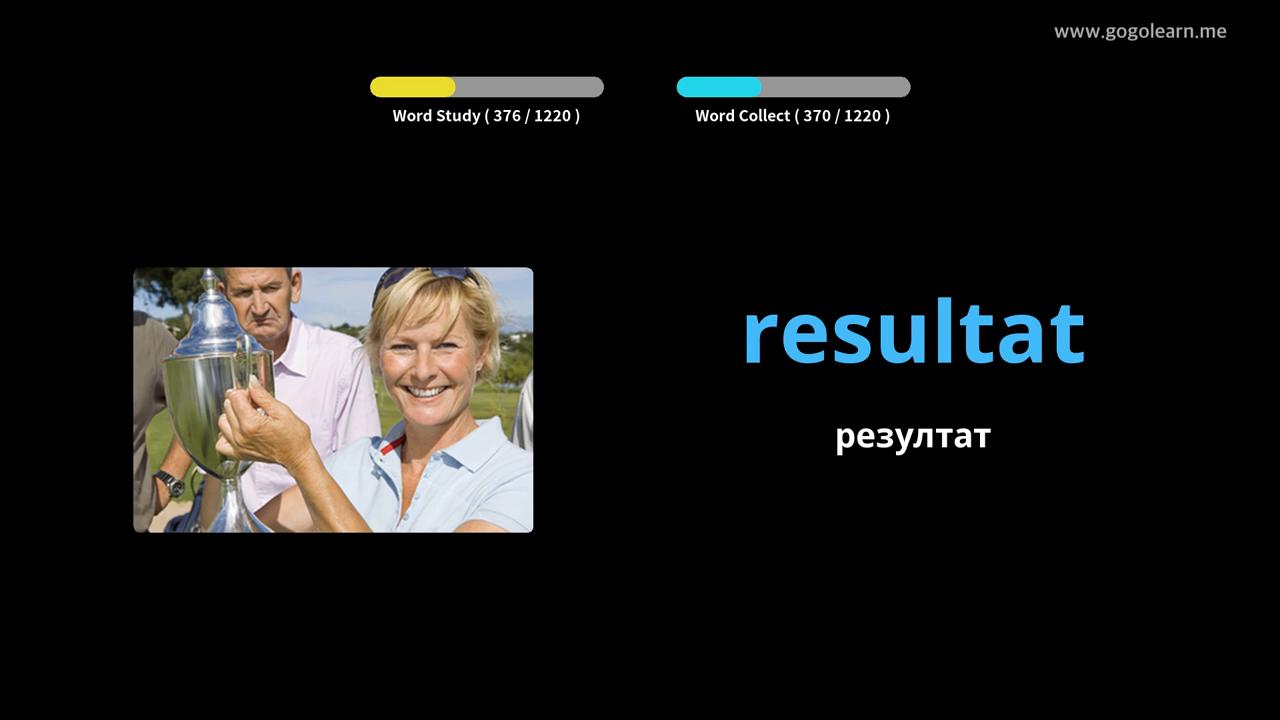 www.gogolearn.me
Word Study ( 376 / 1220 )
Word Collect ( 370 / 1220 )
resultat
резултат